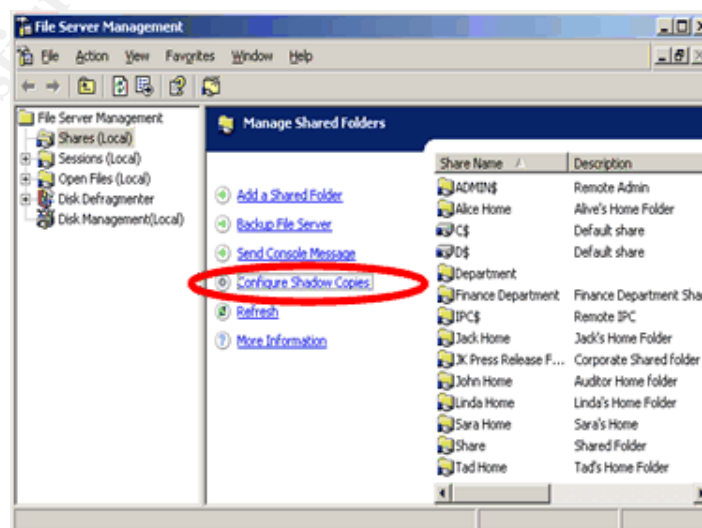 File Server Management
File Action View Favorites Window Help
File Server Management
Shares (Local)
Sessions (Local)
Open Files (Local)
Disk Defragmenter
Disk Management(Local)
Manage Shared Folders
Add a Shared Folder
Backup File Server
Send Console Message
Configure Shadow Copies
Refresh
More Information
Share Name Description
ADMIN$ Remote Admin
Alice Home Alive's Home Folder
C$ Default share
D$ Default share
Department
Finance Department Finance Department Sha
IPC$ Remote IPC
Jack Home Jack's Home Folder
JK Press Release F... Corporate Shared folder
John Home Auditor Home folder
Linda Home Linda's Home Folder
Sara Home Sara's Home
Share Shared Folder
Tad Home Tad's Home Folder